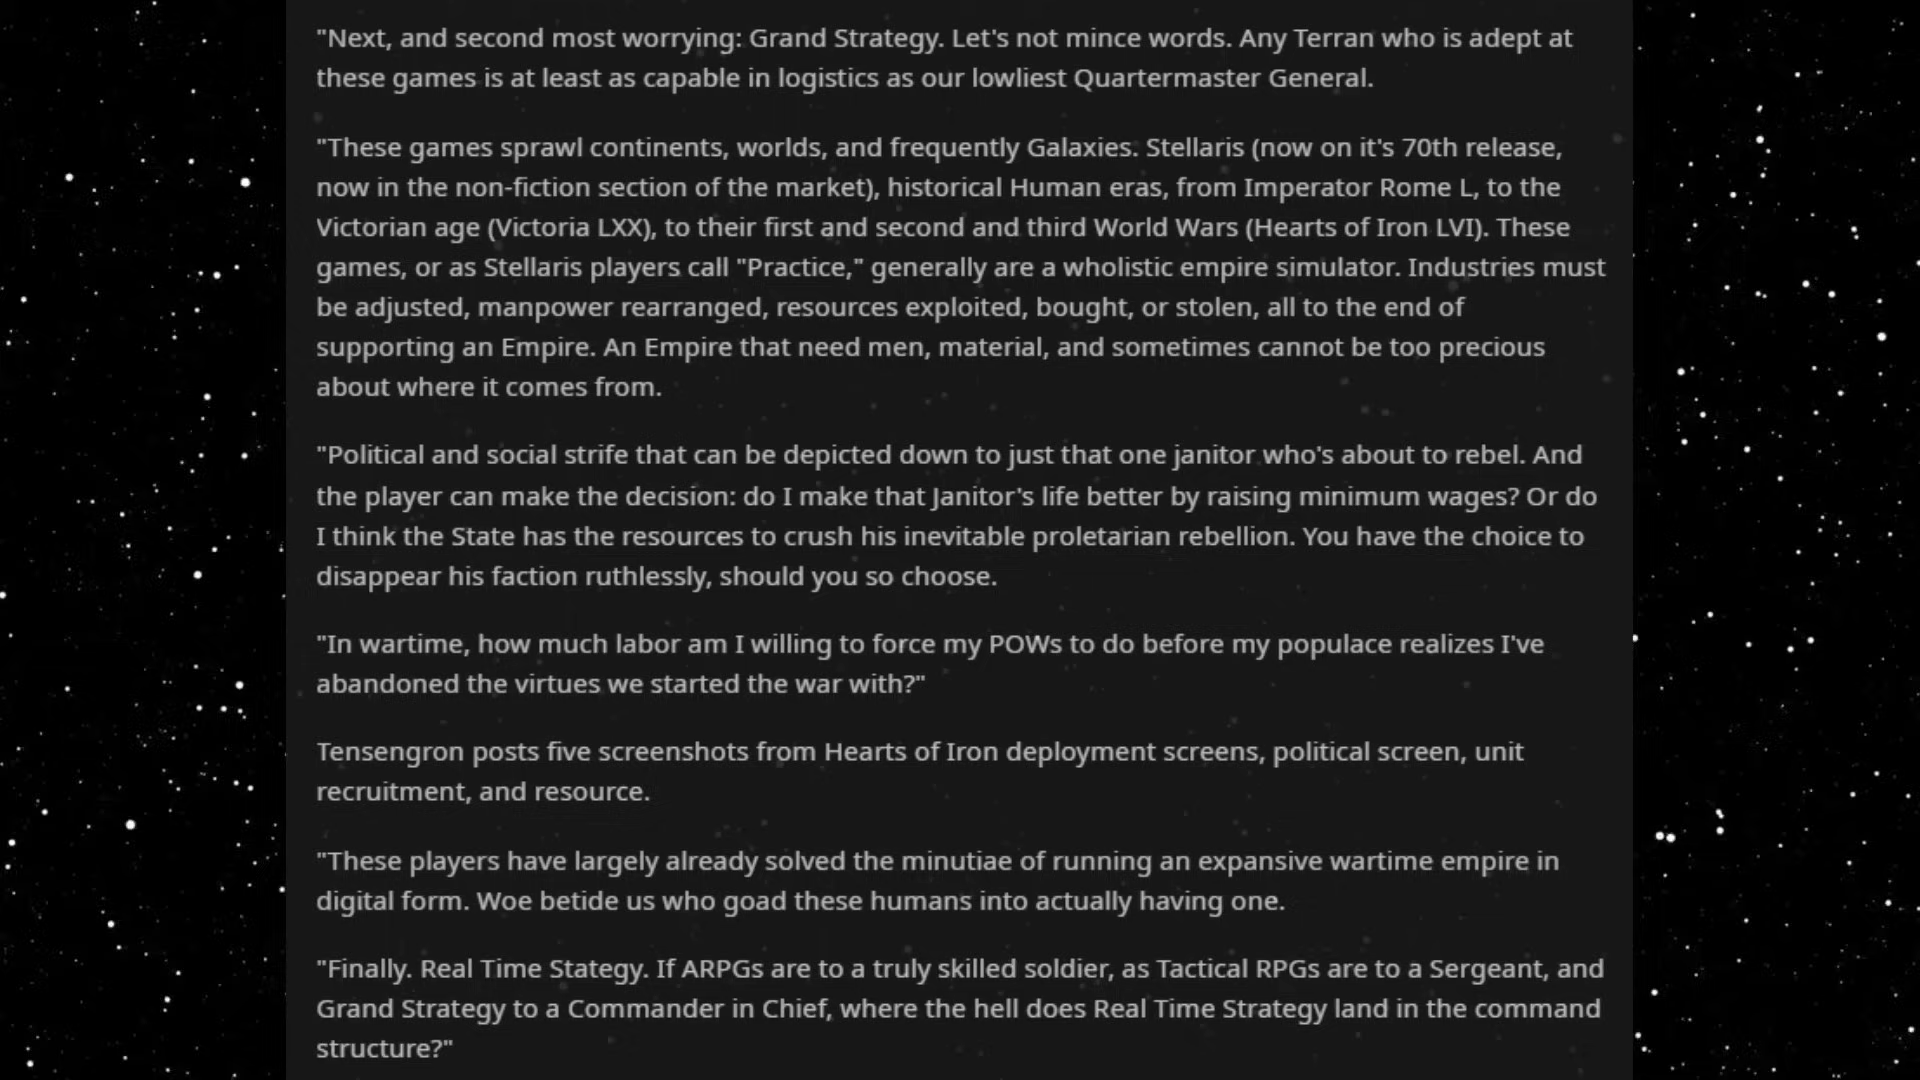 "Next, and second most worrying: Grand Strategy. Let's not mince words. Any Terran who is adept at
these games is at least as capable in logistics as our lowliest Quartermaster General.
"These games sprawl continents, worlds, and frequently Galaxies. Stellaris (now on it's 70th release,
now in the non-fiction section of the market), historical Human eras, from Imperator Rome L, to the
Victorian age (Victoria LXX), to their first and second and third World Wars (Hearts of Iron LVI). These
games, or as Stellaris players call "Practice," generally are a wholistic empire simulator. Industries must
be adjusted, manpower rearranged, resources exploited, bought, or stolen, all to the end of
supporting an Empire. An Empire that need men, material, and sometimes cannot be too precious
about where it comes from.
"Political and social strife that can be depicted down to just that one janitor who's about to rebel. And
the player can make the decision: do I make that Janitor's life better by raising minimum wages? Or do
I think the State has the resources to crush his inevitable proletarian rebellion. You have the choice to
disappear his faction ruthlessly, should you so choose.
"In wartime, how much labor am I willing to force my POWs to do before my populace realizes I've
abandoned the virtues we started the war with?"
Tensengron posts five screenshots from Hearts of Iron deployment screens, political screen, unit
recruitment, and resource.
"These players have largely already solved the minutiae of running an expansive wartime empire in
digital form. Woe betide us who goad these humans into actually having one.
"Finally. Real Time Stategy. If ARPGs are to a truly skilled soldier, as Tactical RPGs are to a Sergeant, and
Grand Strategy to a Commander in Chief, where the hell does Real Time Strategy land in the command
structure?"